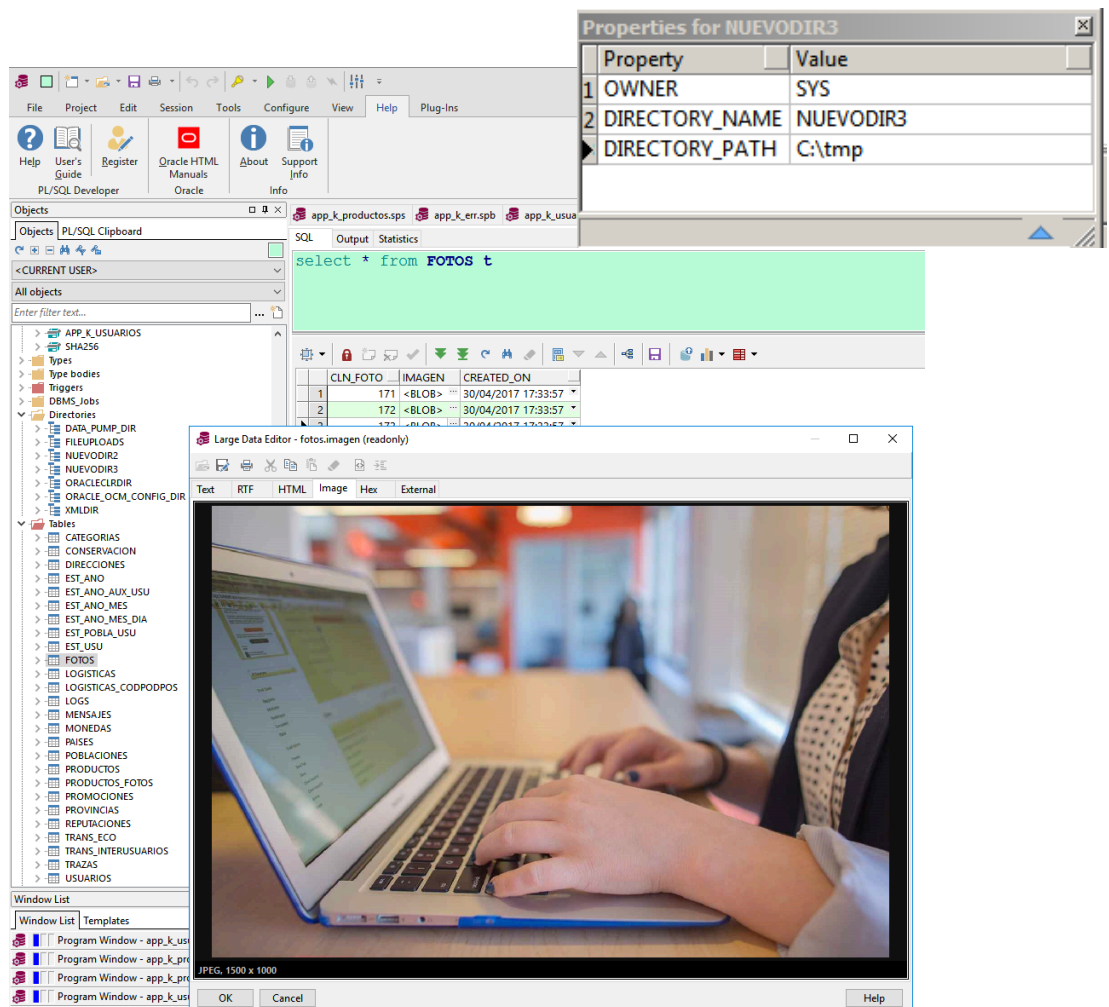 Properties for NUEVODIR3
Property Value
1 OWNER SYS
2 DIRECTORY_NAME NUEVODIR3
DIRECTORY_PATH C:\tmp
File Project Edit Session Tools Configure View Help Plug-Ins
Help User's Guide Register Oracle HTML Manuals About Support Info
PL/SQL Developer Oracle Info
Objects
Objects PL/SQL Clipboard
<CURRENT USER>
All objects
Enter filter text...
...
APP_K_USUARIOS
SHA256
Types
Type bodies
Triggers
DBMS_Jobs
Directories
DATA_PUMP_DIR
FILEUPLOADS
NUEVODIR2
NUEVODIR3
ORACLECLRDIR
ORACLE_OCM_CONFIG_DIR
XMLDIR
Tables
CATEGORIAS
CONSERVACION
DIRECCIONES
EST_ANO
EST_ANO_AUX_USU
EST_ANO_MES
EST_ANO_MES_DIA
EST_POBLA_USU
EST_USU
FOTOS
LOGISTICAS
LOGISTICAS_CODPODPOS
LOGS
MENSAJES
MONEDAS
PAISES
POBLACIONES
PRODUCTOS
PRODUCTOS_FOTOS
PROMOCIONES
PROVINCIAS
REPUTACIONES
TRANS_ECO
TRANS_INTERUSUARIOS
TRAZAS
USUARIOS
Window List
Window List Templates
Program Window - app_k_usu
Program Window - app_k_pro
Program Window - app_k_pro
Program Window - app_k_usu
app_k_productos.sps app_k_err.spb app_k_usua
SQL Output Statistics
select * from FOTOS t
CLN_FOTO IMAGEN CREATED_ON
1 171 <BLOB> ... 30/04/2017 17:33:57
2 172 <BLOB> ... 30/04/2017 17:33:57
Large Data Editor - fotos.imagen (readonly)
Text RTF HTML Image Hex External
JPEG, 1500 x 1000
OK Cancel Help